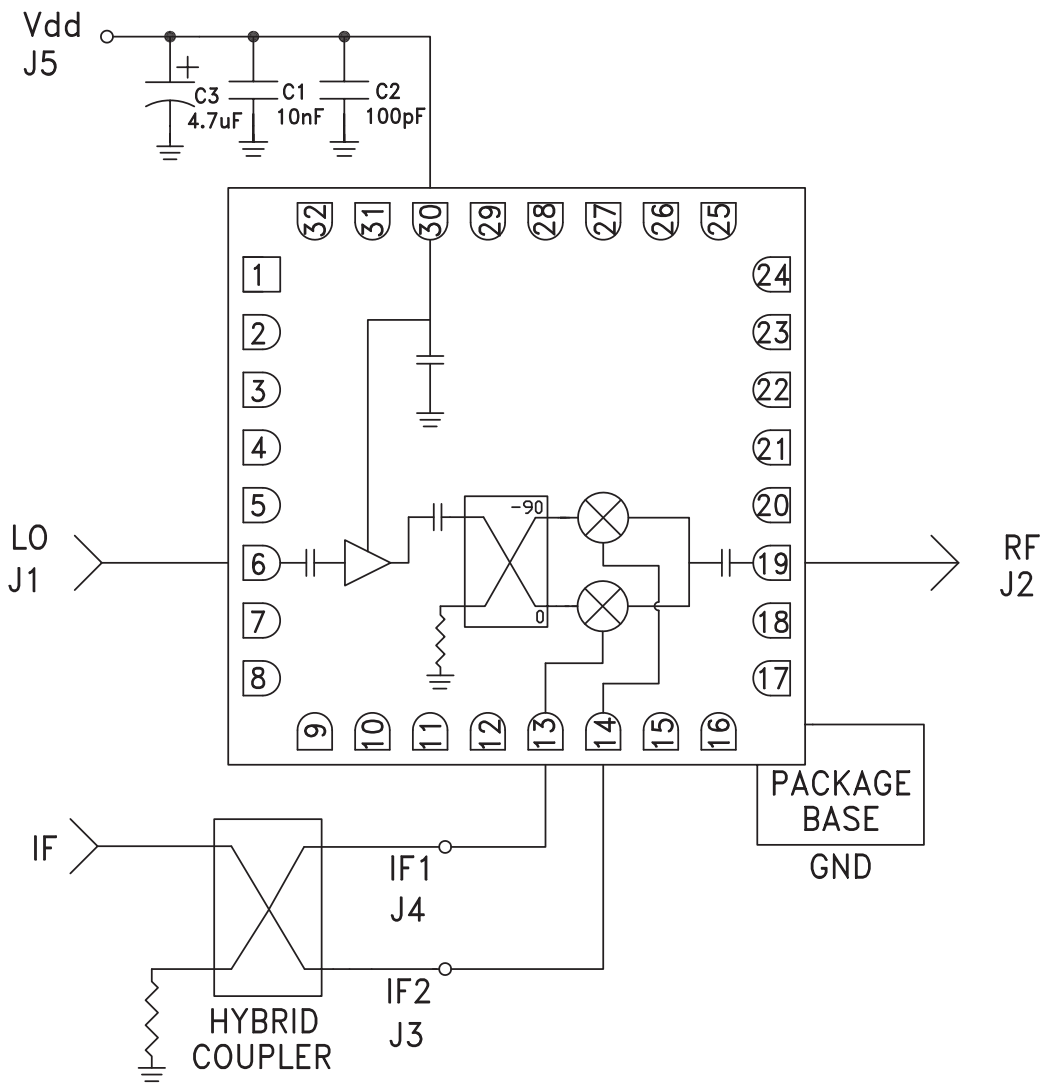 Vdd
J5
+
C3
4.7uF
C1
10nF
C2
100pF
32 31 30 29 28 27 26 25
1
2
3
4
5
6
7
8
24
23
22
21
20
19
18
17
-90
0
LO
J1
RF
J2
9 10 11 12 13 14 15 16
PACKAGE
BASE
GND
IF
IF1
J4
IF2
J3
HYBRID
COUPLER